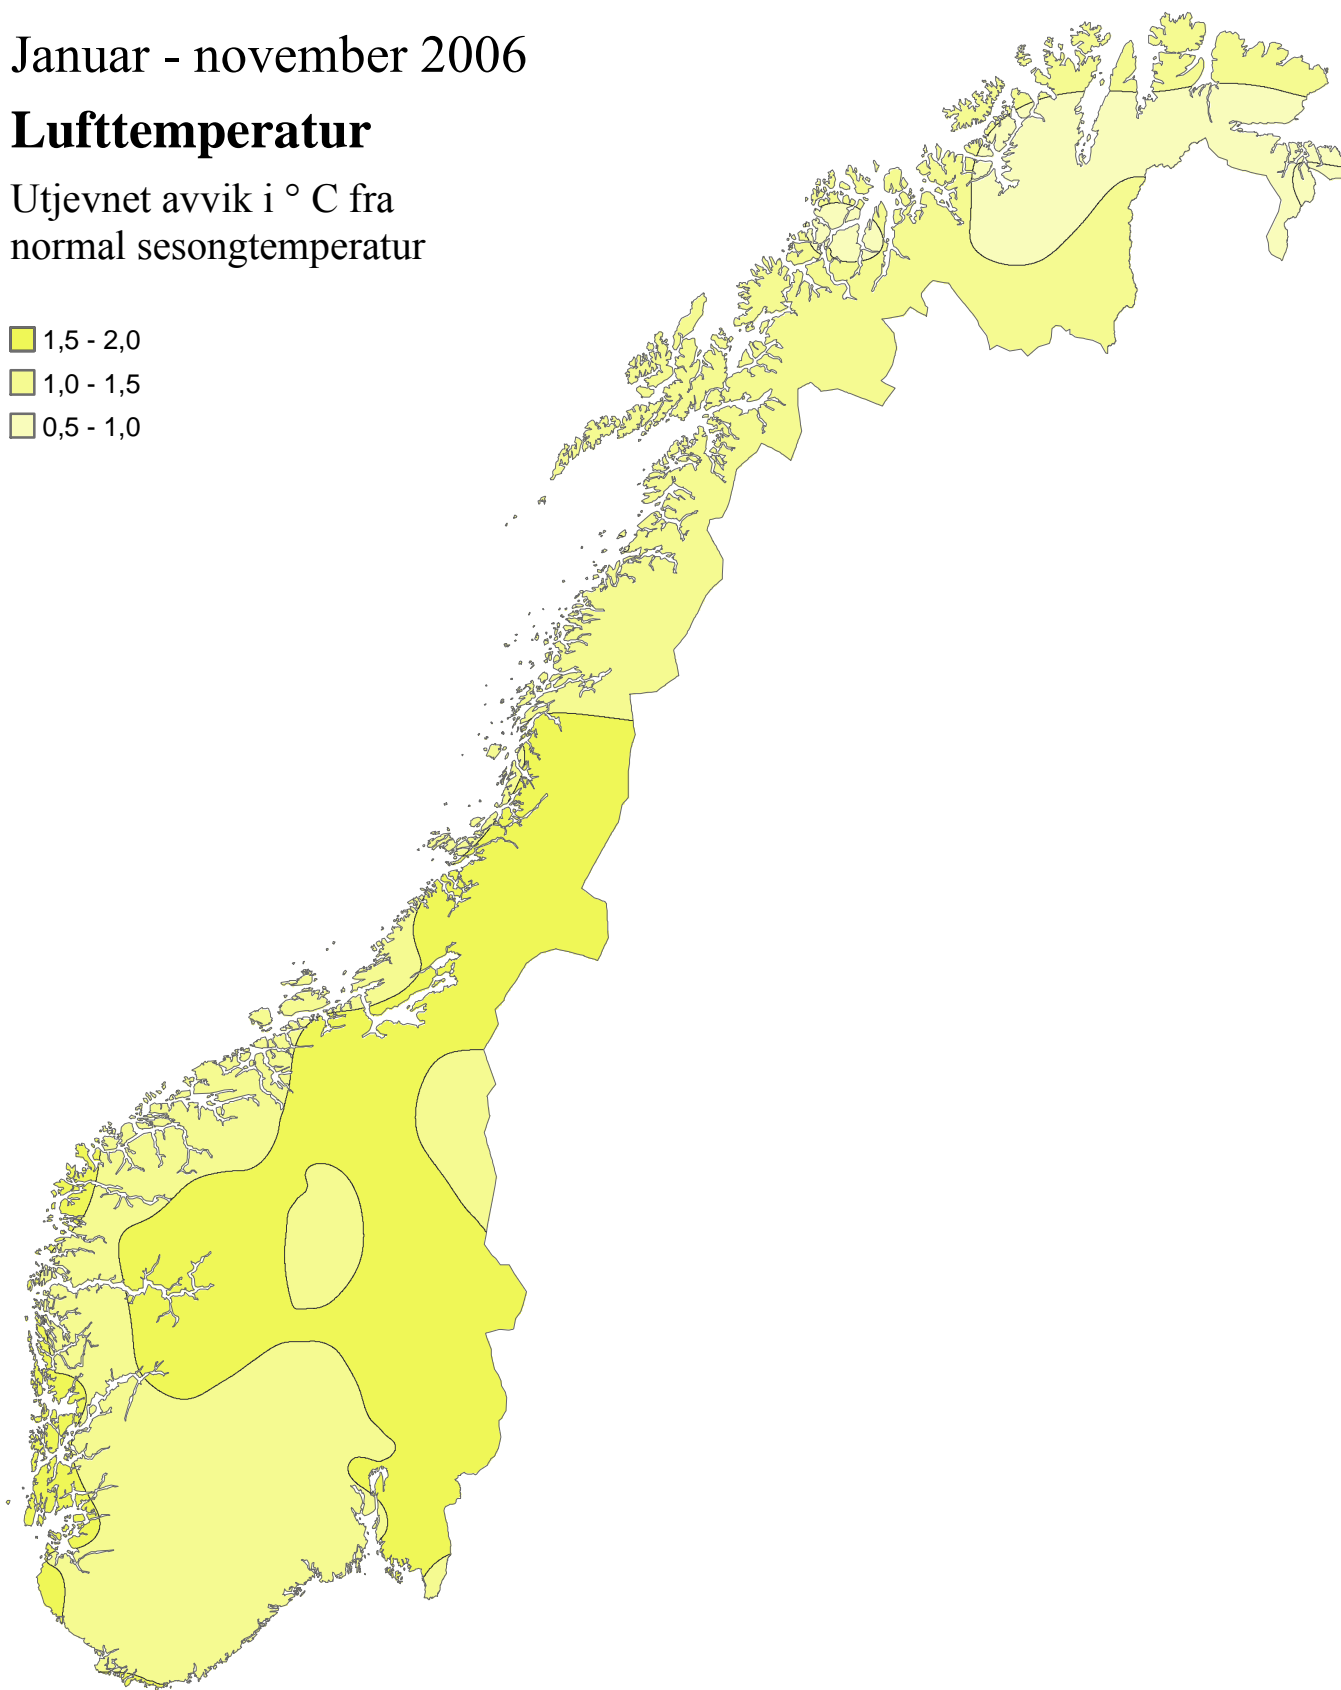 Januar - november 2006
Lufttemperatur
Utjevnet avvik i ° C fra
normal sesongtemperatur
1,5 - 2,0
1,0 - 1,5
0,5 - 1,0